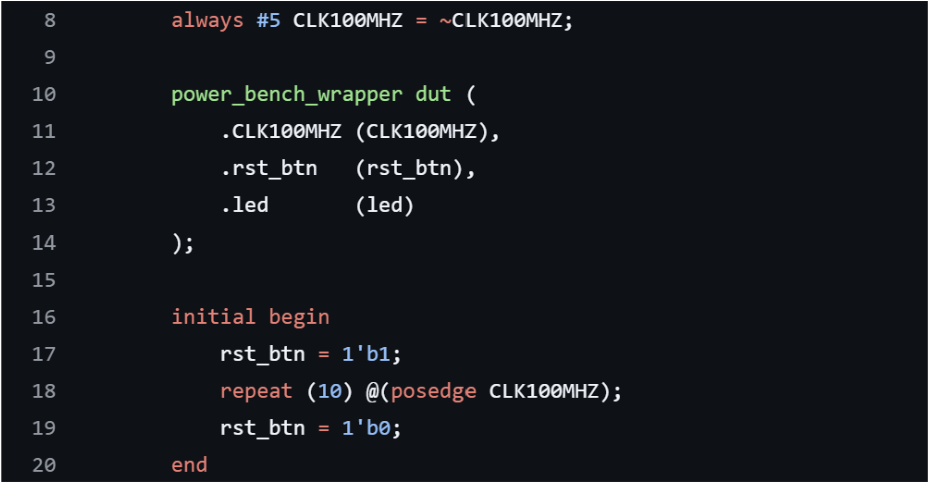 8 always #5 CLK100MHZ = ~CLK100MHZ;
9
10 power_bench_wrapper dut (
11 .CLK100MHZ (CLK100MHZ),
12 .rst_btn (rst_btn),
13 .led (led)
14 );
15
16 initial begin
17 rst_btn = 1'b1;
18 repeat (10) @(posedge CLK100MHZ);
19 rst_btn = 1'b0;
20 end